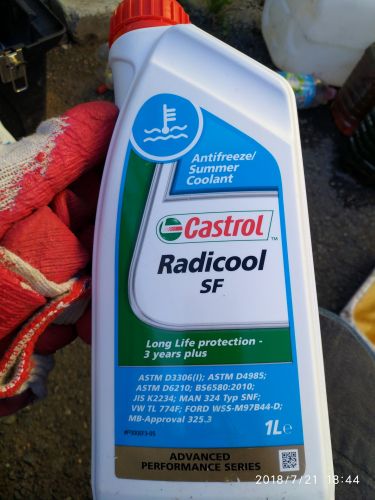 Antifreeze/
Summer
Coolant
Castrol™
Radicool
SF
Long Life protection -
3 years plus
ASTM D3306(I); ASTM D4985;
ASTM D6210; BS6580:2010;
JIS K2234; MAN 324 Typ SNF;
VW TL 774F; FORD WSS-M97B44-D;
MB-Approval 325.3
1L℮
ADVANCED
PERFORMANCE SERIES
2018/7/21 18:44